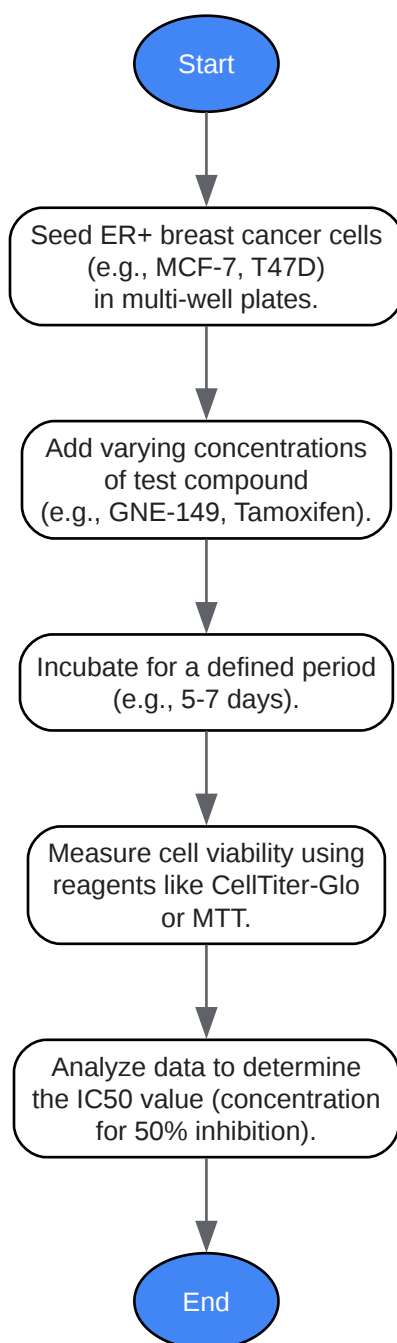 Start
Seed ER+ breast cancer cells
(e.g., MCF-7, T47D)
in multi-well plates.
Add varying concentrations
of test compound
(e.g., GNE-149, Tamoxifen).
Incubate for a defined period
(e.g., 5-7 days).
Measure cell viability using
reagents like CellTiter-Glo
or MTT.
Analyze data to determine
the IC50 value (concentration
for 50% inhibition).
End